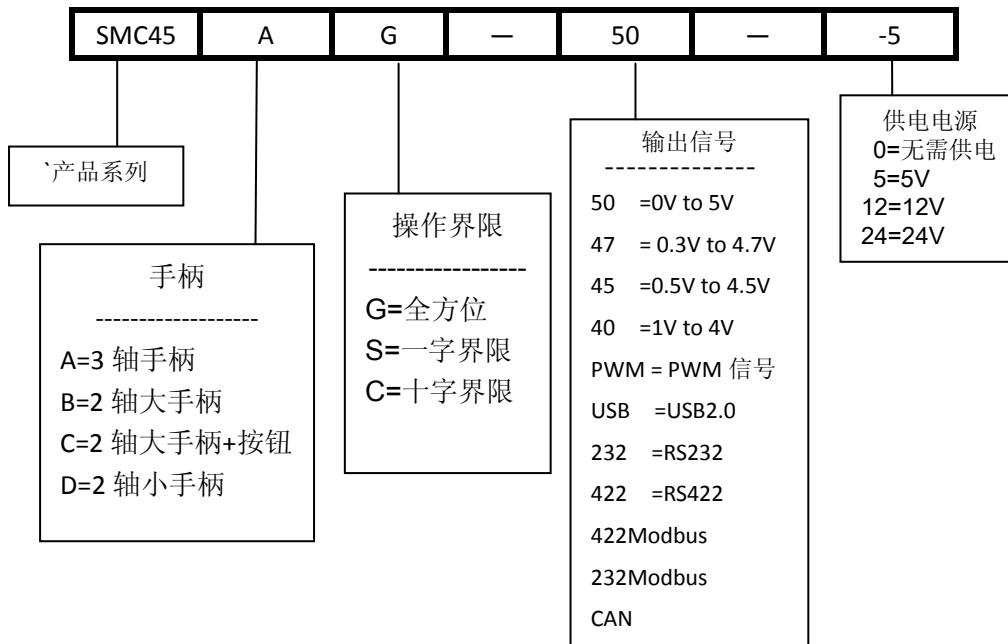 SMC45 A G — 50 — -5
`产品系列
手柄
------------------
A=3 轴手柄
B=2 轴大手柄
C=2 轴大手柄+按钮
D=2 轴小手柄
操作界限
-----------------
G=全方位
S=一字界限
C=十字界限
输出信号
--------------
50 =0V to 5V
47 = 0.3V to 4.7V
45 =0.5V to 4.5V
40 =1V to 4V
PWM = PWM 信号
USB =USB2.0
232 =RS232
422 =RS422
422Modbus
232Modbus
CAN
供电电源
0=无需供电
5=5V
12=12V
24=24V